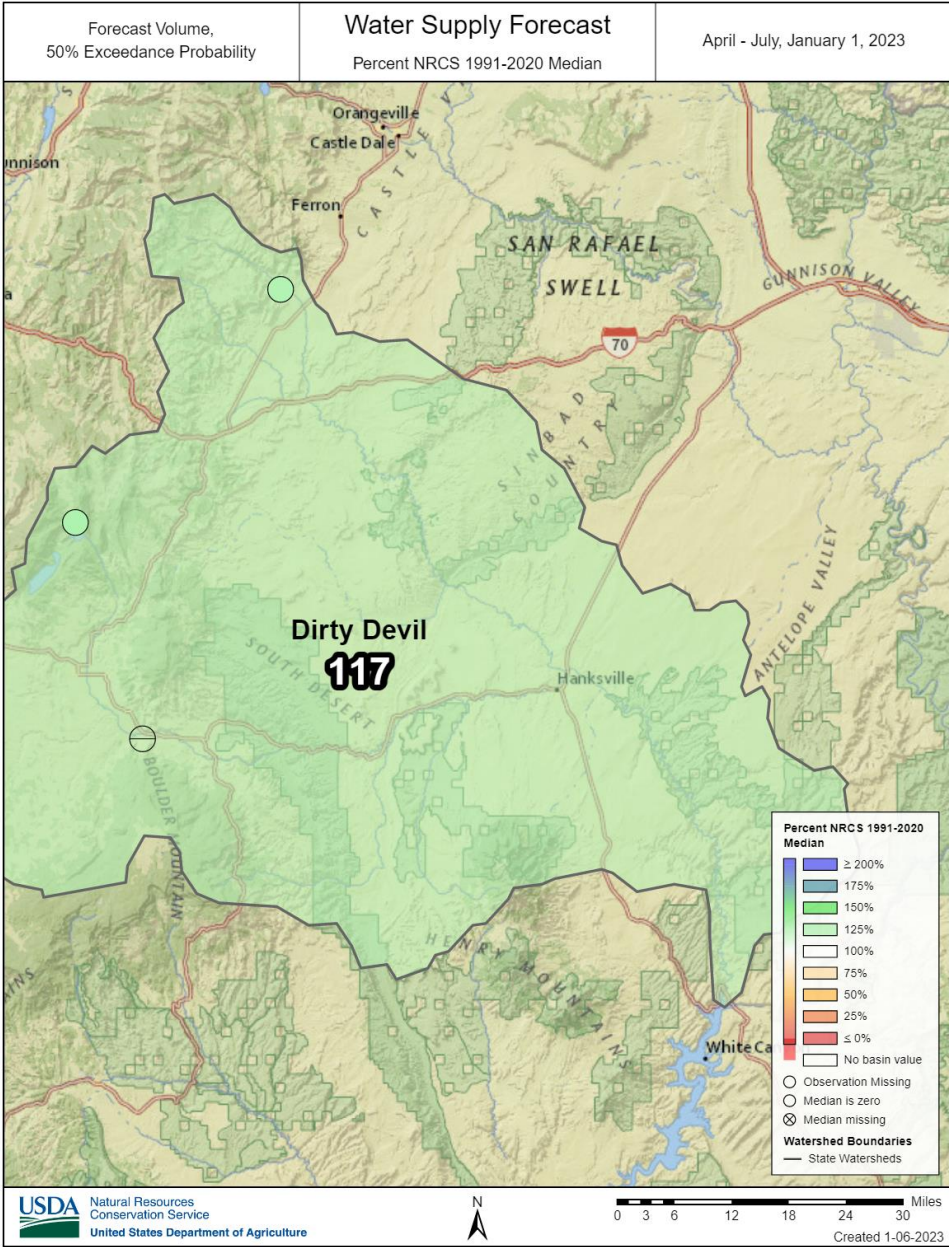 Forecast Volume,
50% Exceedance Probability
Water Supply Forecast
Percent NRCS 1991-2020 Median
April - July, January 1, 2023
Orangeville
Castle Dale
CASTLE V
unnison
Ferron
SAN RAFAEL
SWELL
GUNNISON VALLEY
a
70
SINBAD
COUNTRY
ANTELOPE VALLEY
Dirty Devil
117
SOUTH DESERT
Hanksville
BOULDER MOUNTAIN
HENRY MOUNTAINS
AINS
White Can
Percent NRCS 1991-2020
Median
≥ 200%
175%
150%
125%
100%
75%
50%
25%
≤ 0%
No basin value
Observation Missing
Median is zero
Median missing
Watershed Boundaries
State Watersheds
USDA
Natural Resources
Conservation Service
United States Department of Agriculture
N
Miles
0 3 6 12 18 24 30
Created 1-06-2023